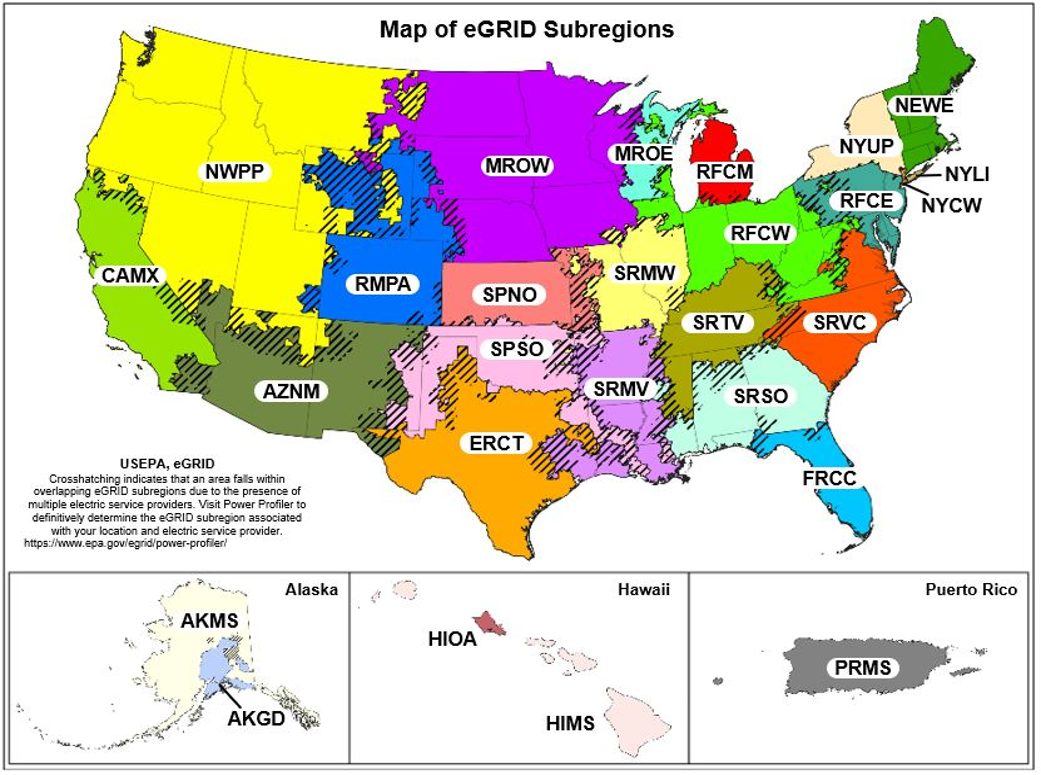 Map of eGRID Subregions
NEWE
NYUP
MROE
MROW
NWPP
RFCM
NYLI
RFCE
NYCW
RFCW
CAMX
SRMW
RMPA
SPNO
SRTV
SRVC
SPSO
AZNM
SRMV
SRSO
ERCT
FRCC
USEPA, eGRID
Crosshatching indicates that an area falls within
overlapping eGRID subregions due to the presence of
multiple electric service providers. Visit Power Profiler to
definitively determine the eGRID subregion associated
with your location and electric service provider.
https://www.epa.gov/egrid/power-profiler/
Alaska
AKMS
AKGD
Hawaii
HIOA
HIMS
Puerto Rico
PRMS